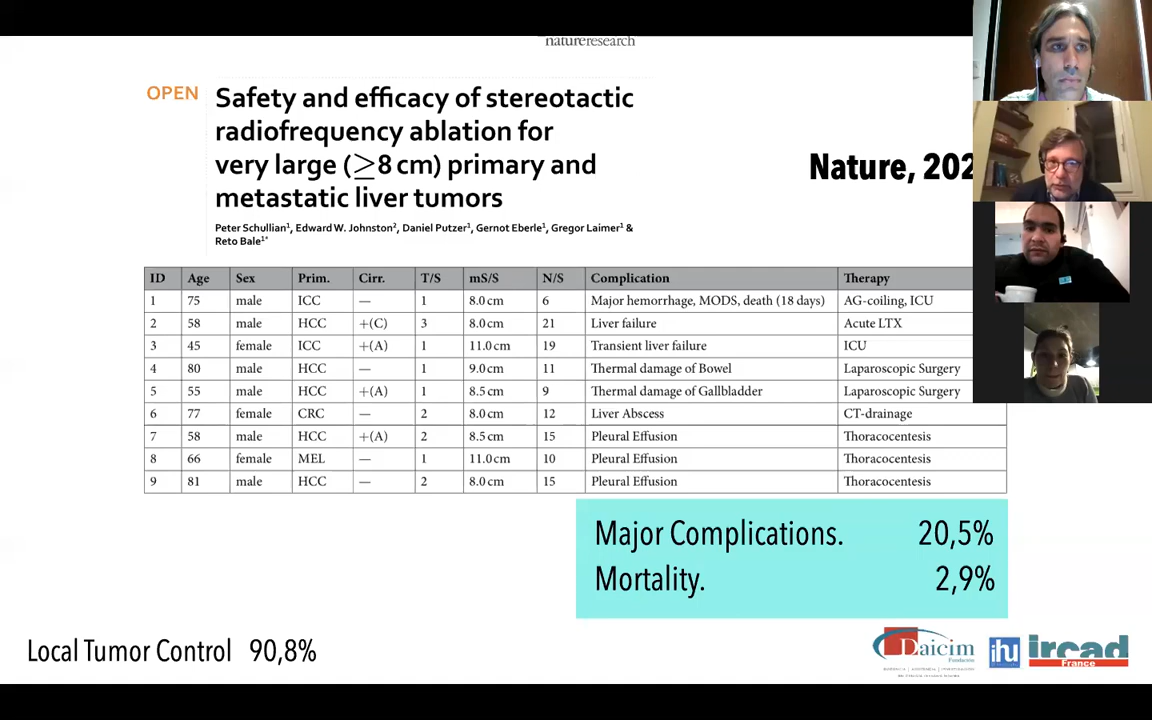 natureresearch
OPEN
Safety and efficacy of stereotactic
radiofrequency ablation for
very large (≥8 cm) primary and
metastatic liver tumors
Nature, 202
Peter Schullian¹, Edward W. Johnston², Daniel Putzer¹, Gernot Eberle¹, Gregor Laimer¹ &
Reto Bale¹*
ID Age Sex Prim. Cirr. T/S mS/S N/S Complication Therapy
1 75 male ICC — 1 8.0 cm 6 Major hemorrhage, MODS, death (18 days) AG-coiling, ICU
2 58 male HCC +(C) 3 8.0 cm 21 Liver failure Acute LTX
3 45 female ICC +(A) 1 11.0 cm 19 Transient liver failure ICU
4 80 male HCC — 1 9.0 cm 11 Thermal damage of Bowel Laparoscopic Surgery
5 55 male HCC +(A) 1 8.5 cm 9 Thermal damage of Gallbladder Laparoscopic Surgery
6 77 female CRC — 2 8.0 cm 12 Liver Abscess CT-drainage
7 58 male HCC +(A) 2 8.5 cm 15 Pleural Effusion Thoracocentesis
8 66 female MEL — 1 11.0 cm 10 Pleural Effusion Thoracocentesis
9 81 male HCC — 2 8.0 cm 15 Pleural Effusion Thoracocentesis
Major Complications. 20,5%
Mortality. 2,9%
Local Tumor Control 90,8%
Daicim
ihu
ircad
France